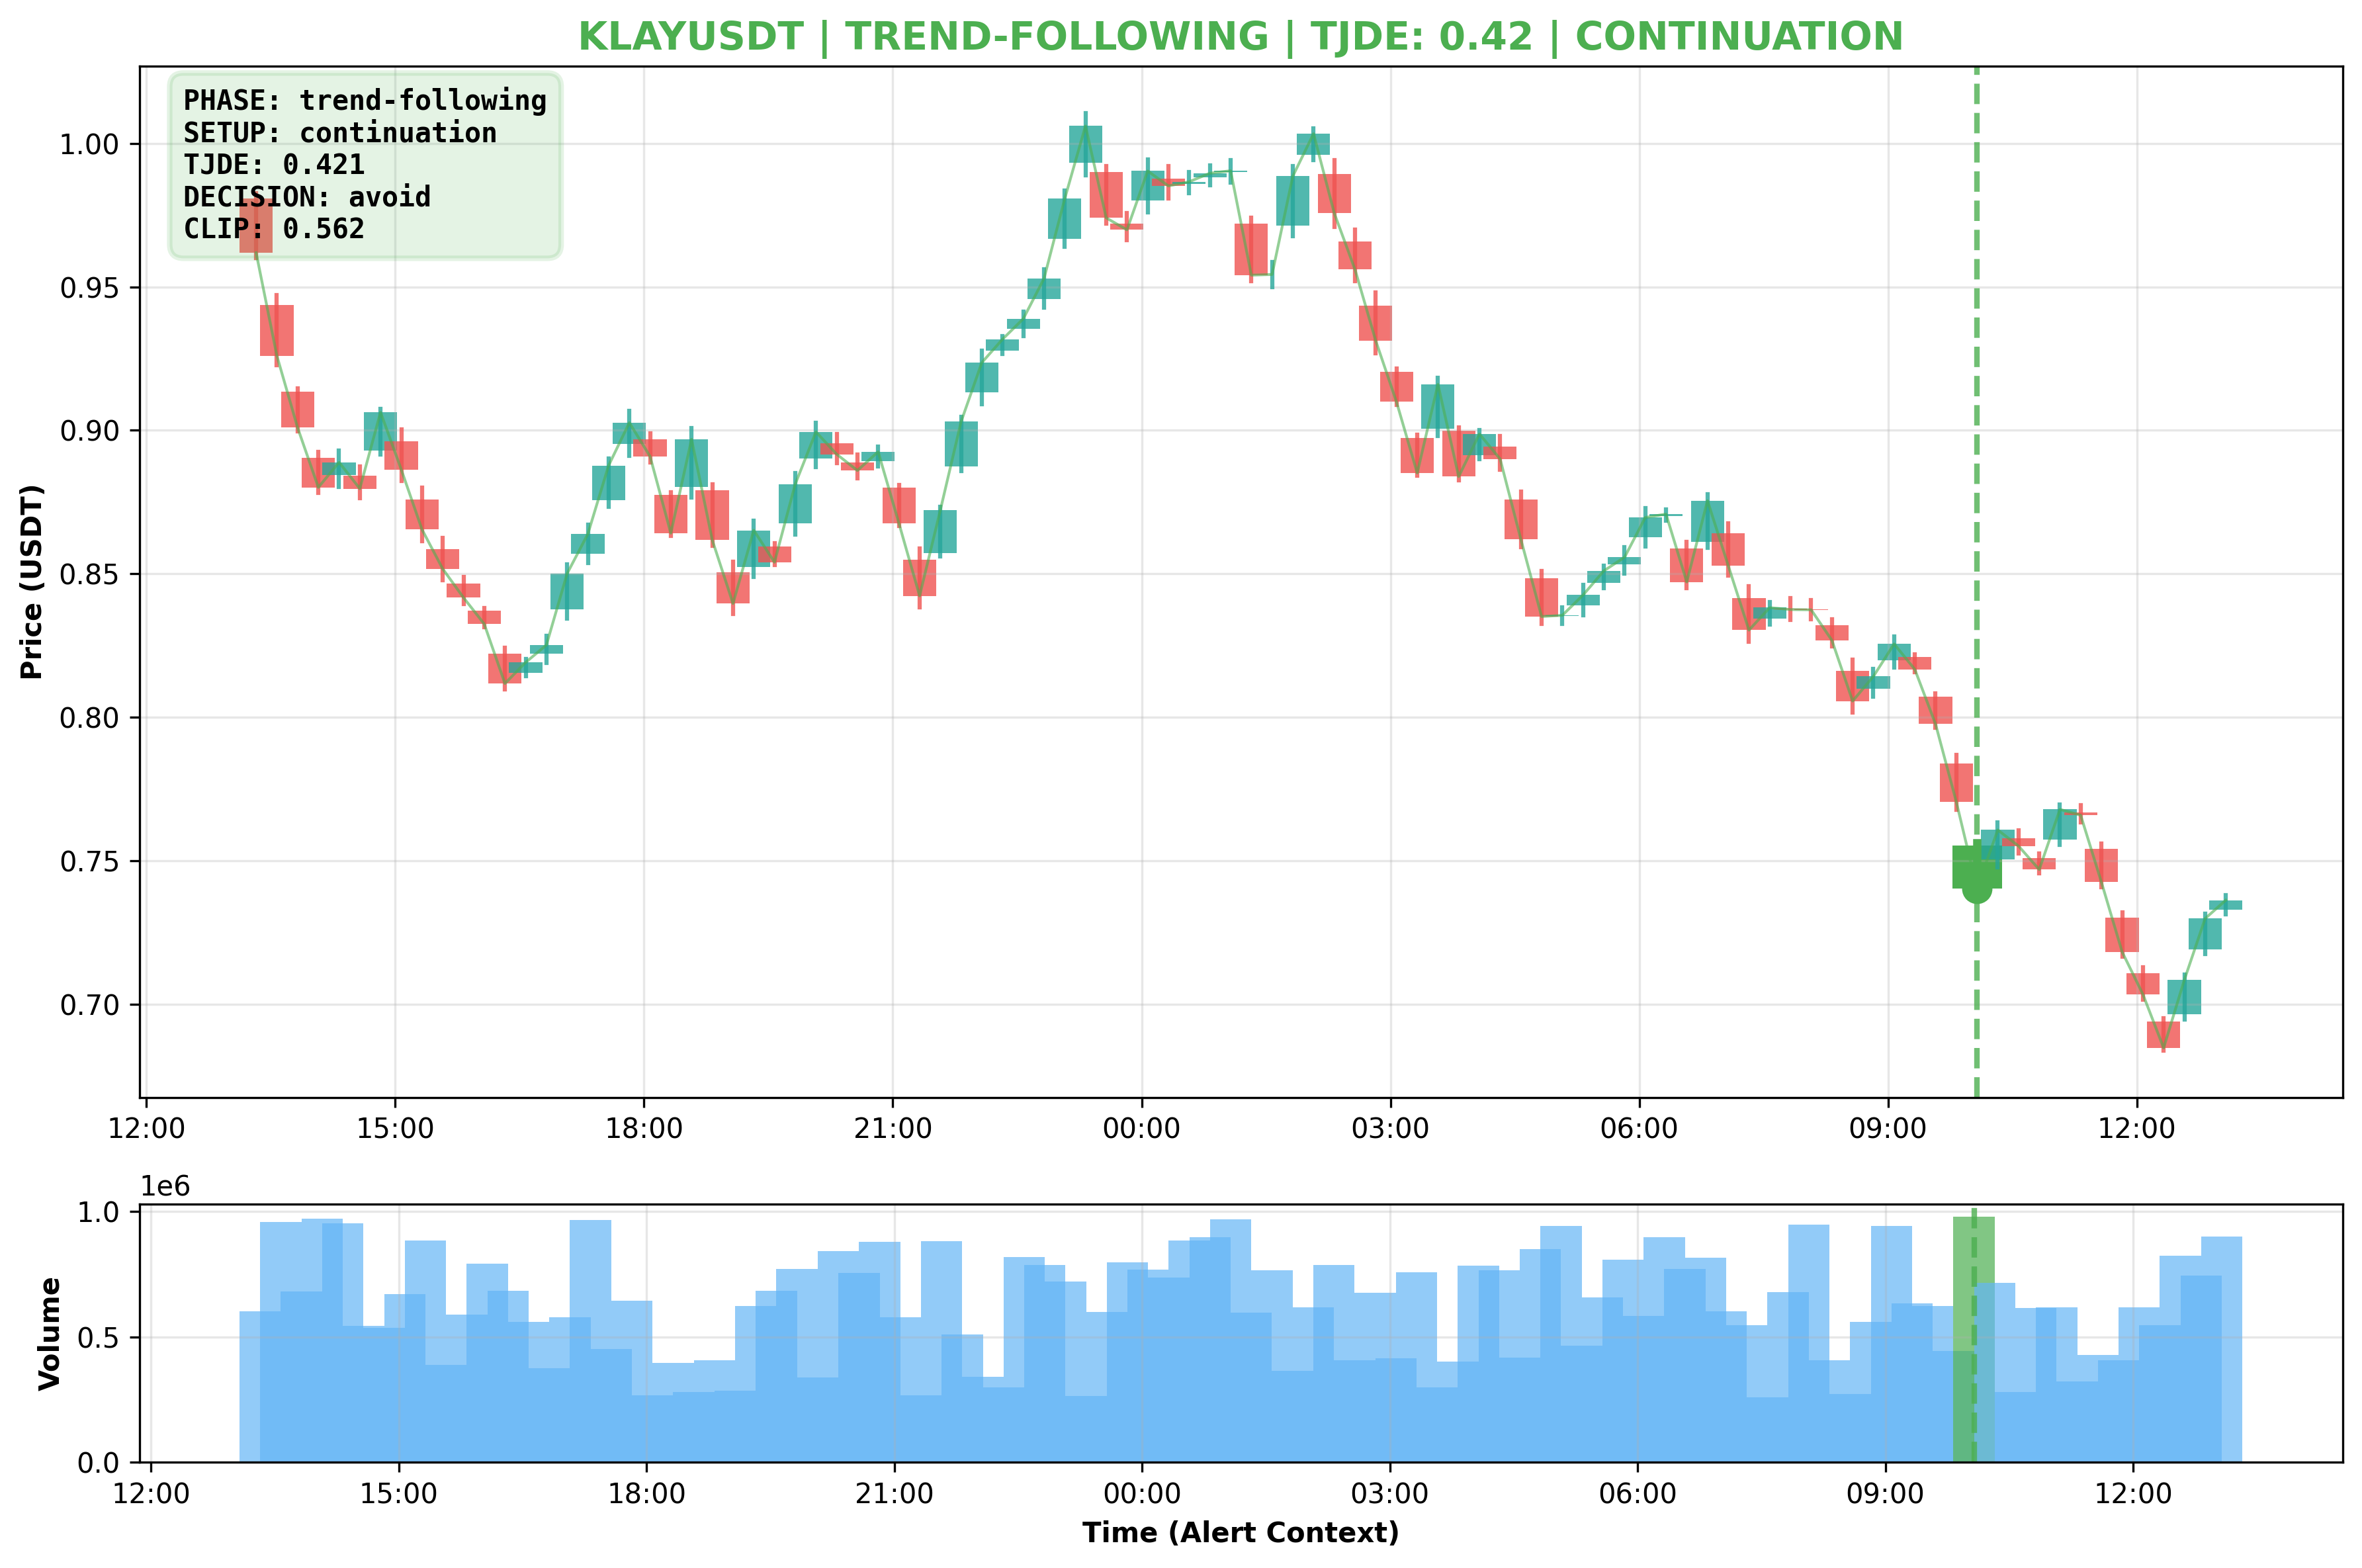 KLAYUSDT | TREND-FOLLOWING | TJDE: 0.42 | CONTINUATION
PHASE: trend-following
SETUP: continuation
TJDE: 0.421
DECISION: avoid
CLIP: 0.562
Price (USDT)
1.00
0.95
0.90
0.85
0.80
0.75
0.70
12:00 15:00 18:00 21:00 00:00 03:00 06:00 09:00 12:00
1e6
Volume
1.0
0.5
0.0
12:00 15:00 18:00 21:00 00:00 03:00 06:00 09:00 12:00
Time (Alert Context)